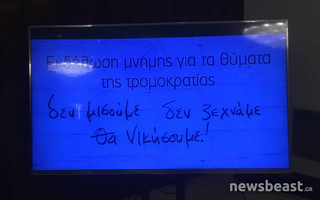 Εκδήλωση μνήμης για τα θύματα
της τρομοκρατίας
δεν μισούμε δεν ξεχνάμε
Θα νικήσουμε!
newsbeast.gr